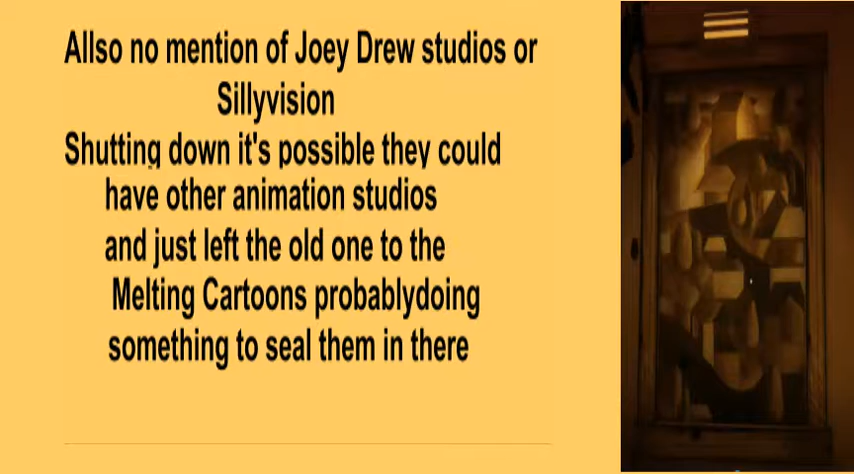 Allso no mention of Joey Drew studios or
Sillyvision
Shutting down it's possible they could
have other animation studios
and just left the old one to the
Melting Cartoons probablydoing
something to seal them in there